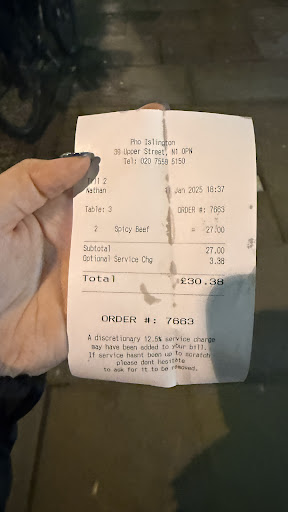 Pho Islington
39 Upper Street, N1 0PN
Tel: 020 7559 5150
Till 2
Nathan
Jan 2025 18:37
Table: 3 ORDER #: 7663
2 Spicy Beef = 27.00
Subtotal 27.00
Optional Service Chg 3.38
Total £30.38
ORDER #: 7663
A discretionary 12.5% service charge
may have been added to your bill.
If service hasnt been up to scratch
please dont hesitate
to ask for it to be removed.